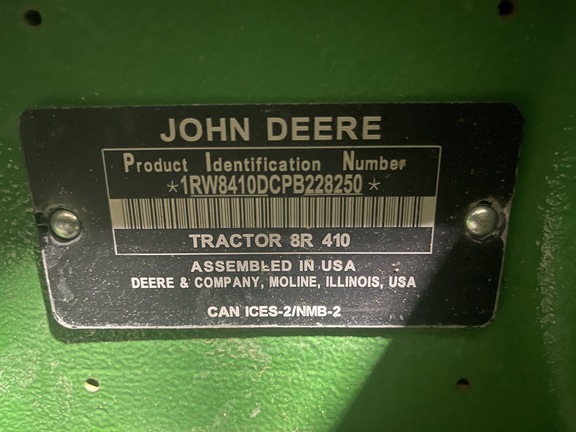 JOHN DEERE
Product Identification Number
*1RW8410DCPB228250*
TRACTOR 8R 410
ASSEMBLED IN USA
DEERE & COMPANY, MOLINE, ILLINOIS, USA
CAN ICES-2/NMB-2